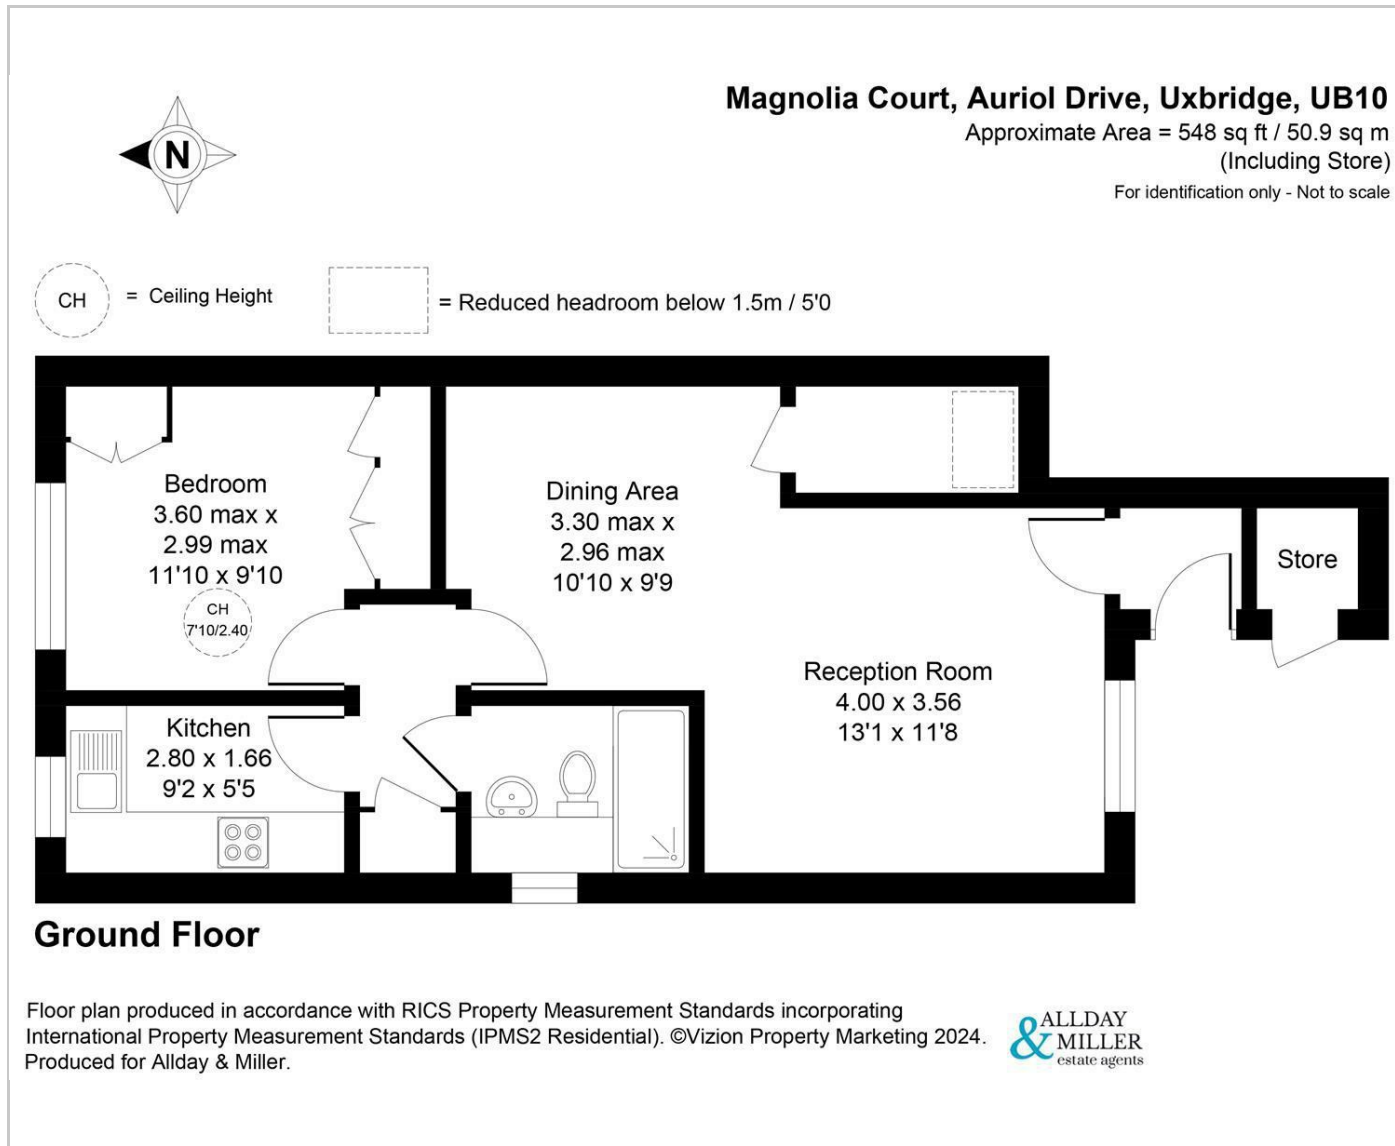 Magnolia Court, Auriol Drive, Uxbridge, UB10
Approximate Area = 548 sq ft / 50.9 sq m
(Including Store)
For identification only - Not to scale
N
CH
= Ceiling Height
= Reduced headroom below 1.5m / 5'0
Bedroom
3.60 max x
2.99 max
11'10 x 9'10
CH
7'10/2.40
Dining Area
3.30 max x
2.96 max
10'10 x 9'9
Store
Reception Room
4.00 x 3.56
13'1 x 11'8
Kitchen
2.80 x 1.66
9'2 x 5'5
Ground Floor
Floor plan produced in accordance with RICS Property Measurement Standards incorporating
International Property Measurement Standards (IPMS2 Residential). ©Vizion Property Marketing 2024.
Produced for Allday & Miller.
ALLDAY
& MILLER
estate agents